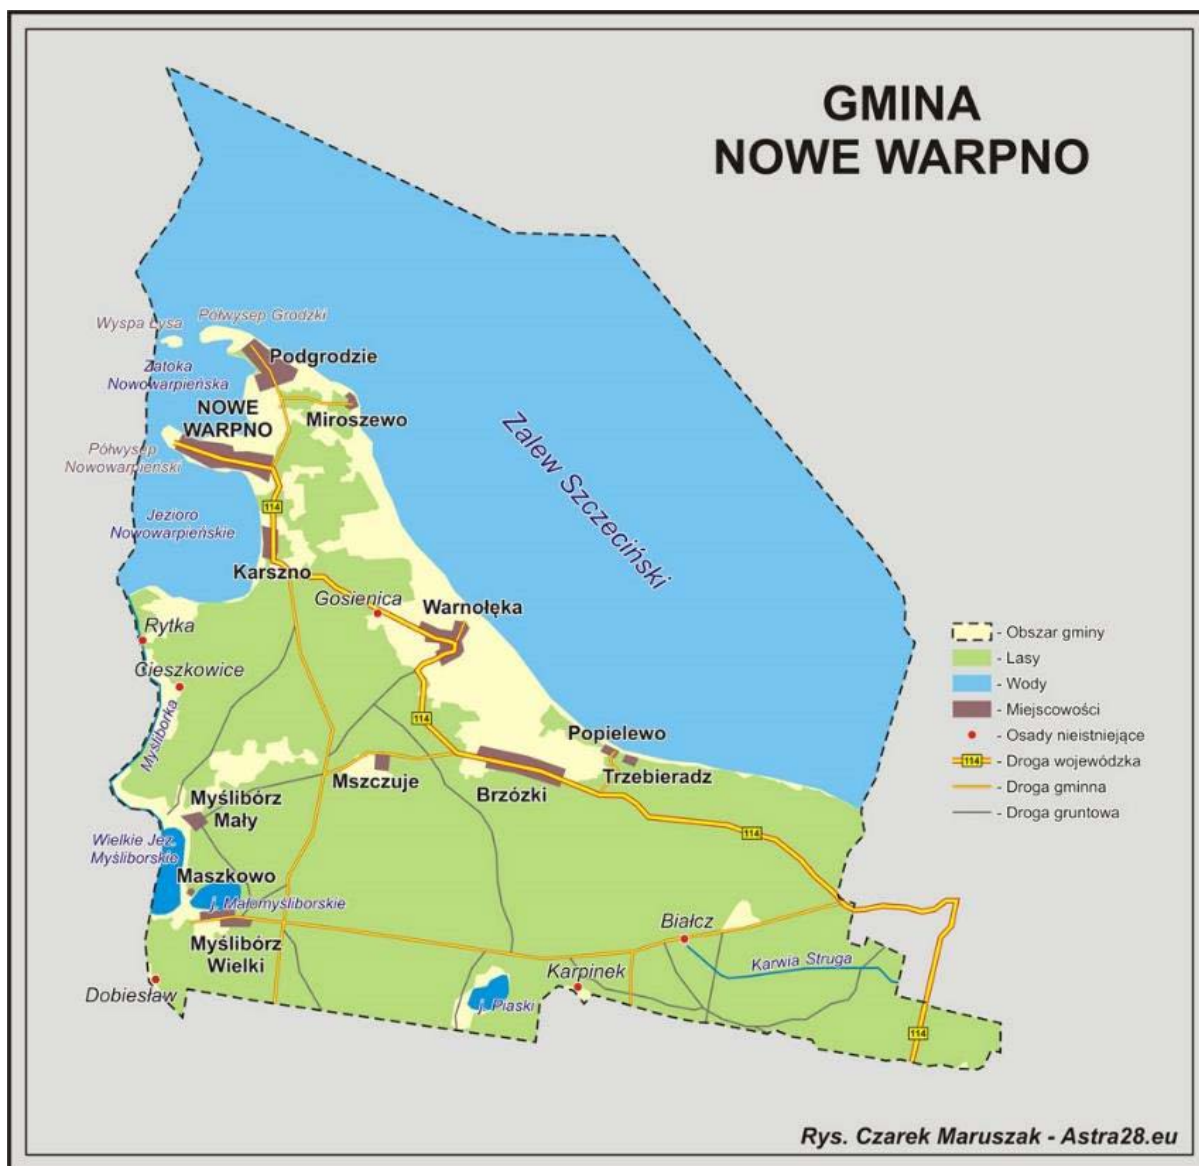 GMINA
NOWE WARPNO
Wyspa Łysa
Półwysep Grodzki
Podgrodzie
Zatoka
Nowowarpieńska
NOWE
WARPNO
Miroszewo
Półwysep
Nowowarpieński
Zalew Szczeciński
114
Jezioro
Nowowarpieńskie
Karszno
Gosienica
Warnołęka
Rytka
Cieszkowice
Myśliborka
114
Popielewo
Mszczuje
Trzebieradz
Brzózki
Myślibórz
Mały
114
Wielkie Jez.
Myśliborskie
Maszkowo
j. Małomyśliborskie
Myślibórz
Wielki
Białcz
Karwia Struga
Dobiesław
Karpinek
j. Piaski
114
- Obszar gminy
- Lasy
- Wody
- Miejscowości
- Osady nieistniejące
114 - Droga wojewódzka
- Droga gminna
- Droga gruntowa
Rys. Czarek Maruszak - Astra28.eu